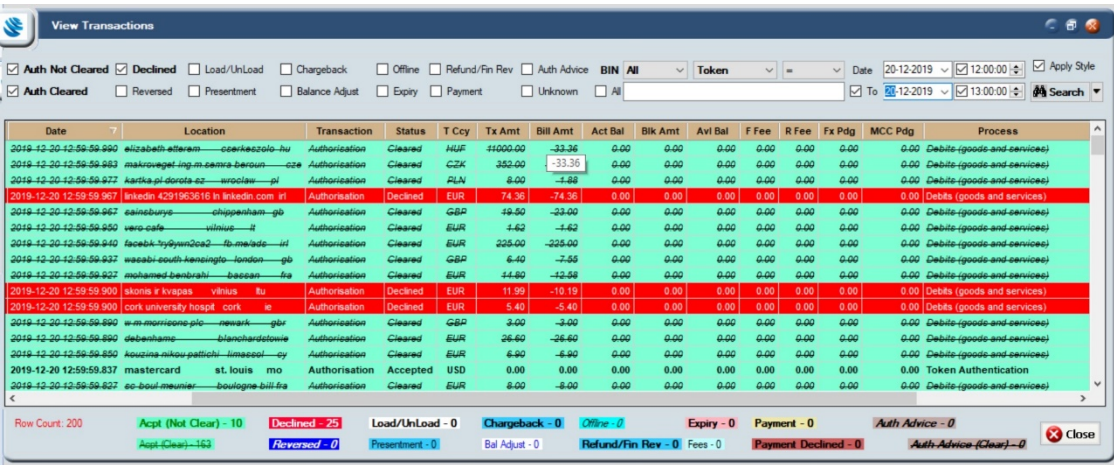 View Transactions
Auth Not Cleared Declined Load/UnLoad Chargeback Offline Refund/Fin Rev Auth Advice BIN All Token = Date 20-12-2019 12:00:00 Apply Style
Auth Cleared Reversed Presentment Balance Adjust Expiry Payment Unknown All To 20-12-2019 13:00:00 Search
Date Location Transaction Status T Ccy Tx Amt Bill Amt Act Bal Blk Amt Avl Bal F Fee R Fee Fx Pdg MCC Pdg Process
2019-12-20 12:59:59.990 elizabeth etterem cserkeszolo hu Authorisation Cleared HUF 11000.00 -33.36 0.00 0.00 0.00 0.00 0.00 0.00 0.00 Debits (goods and services)
2019-12-20 12:59:59.983 makroveget ing.m.semra beroun cze Authorisation Cleared CZK 352.00 -33.36 0.00 0.00 0.00 0.00 0.00 0.00 0.00 Debits (goods and services)
2019-12-20 12:59:59.977 kartka.pl dorota sz wroclaw pl Authorisation Cleared PLN 8.00 -1.88 0.00 0.00 0.00 0.00 0.00 0.00 0.00 Debits (goods and services)
2019-12-20 12:59:59.967 linkedin 4291963616 ln linkedin.com irl Authorisation Declined EUR 74.36 -74.36 0.00 0.00 0.00 0.00 0.00 0.00 0.00 Debits (goods and services)
2019-12-20 12:59:59.967 sainsburys chippenham gb Authorisation Cleared GBP 19.50 -23.00 0.00 0.00 0.00 0.00 0.00 0.00 0.00 Debits (goods and services)
2019-12-20 12:59:59.950 vero cafe vilnius lt Authorisation Cleared EUR 1.62 -1.62 0.00 0.00 0.00 0.00 0.00 0.00 0.00 Debits (goods and services)
2019-12-20 12:59:59.940 facebk *ry9ywn2ca2 fb.me/ads irl Authorisation Cleared EUR 225.00 -225.00 0.00 0.00 0.00 0.00 0.00 0.00 0.00 Debits (goods and services)
2019-12-20 12:59:59.937 wasabi south kensingto london gb Authorisation Cleared GBP 6.40 -7.55 0.00 0.00 0.00 0.00 0.00 0.00 0.00 Debits (goods and services)
2019-12-20 12:59:59.927 mohamed benbrahi bassan fra Authorisation Cleared EUR 11.80 -12.58 0.00 0.00 0.00 0.00 0.00 0.00 0.00 Debits (goods and services)
2019-12-20 12:59:59.900 skonis ir kvapas vilnius ltu Authorisation Declined EUR 11.99 -10.19 0.00 0.00 0.00 0.00 0.00 0.00 0.00 Debits (goods and services)
2019-12-20 12:59:59.900 cork university hospit cork ie Authorisation Declined EUR 5.40 -5.40 0.00 0.00 0.00 0.00 0.00 0.00 0.00 Debits (goods and services)
2019-12-20 12:59:59.890 w m morrisons plc newark gbr Authorisation Cleared GBP 3.00 -3.00 0.00 0.00 0.00 0.00 0.00 0.00 0.00 Debits (goods and services)
2019-12-20 12:59:59.890 debenhams blanchardstowie Authorisation Cleared EUR 26.60 -26.60 0.00 0.00 0.00 0.00 0.00 0.00 0.00 Debits (goods and services)
2019-12-20 12:59:59.850 kouzina nikou pattichi limassol cy Authorisation Cleared EUR 6.90 -6.90 0.00 0.00 0.00 0.00 0.00 0.00 0.00 Debits (goods and services)
2019-12-20 12:59:59.837 mastercard st. louis mo Authorisation Accepted USD 0.00 0.00 0.00 0.00 0.00 0.00 0.00 0.00 0.00 Token Authentication
2019-12-20 12:59:59.827 sc boul meunier boulogne bill fra Authorisation Cleared EUR 8.00 -8.00 0.00 0.00 0.00 0.00 0.00 0.00 0.00 Debits (goods and services)
Row Count: 200 Acpt (Not Clear) - 10 Declined - 25 Load/UnLoad - 0 Chargeback - 0 Offline - 0 Expiry - 0 Payment - 0 Auth Advice - 0 Close
Acpt (Clear) - 163 Reversed - 0 Presentment - 0 Bal Adjust - 0 Refund/Fin Rev - 0 Fees - 0 Payment Declined - 0 Auth Advice (Clear) - 0